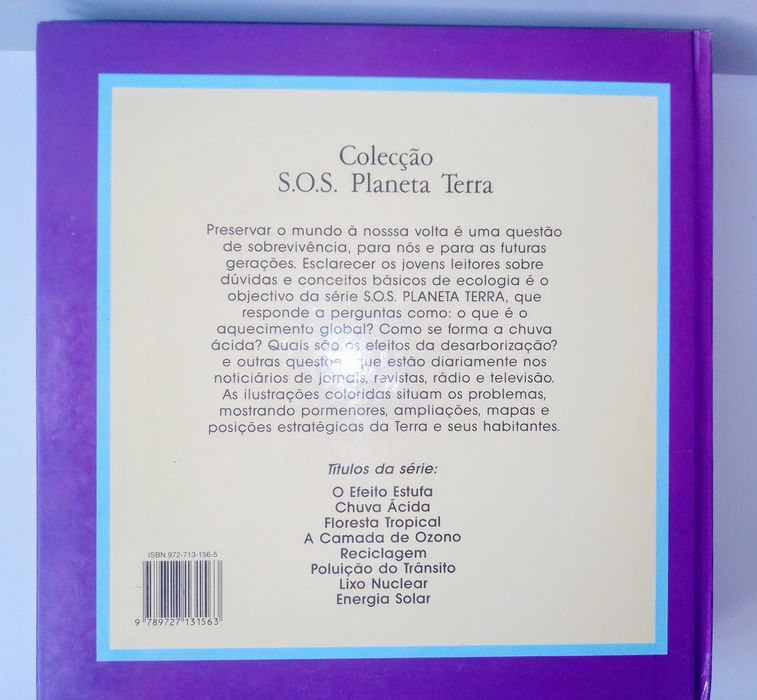 Colecção
S.O.S. Planeta Terra
Preservar o mundo à nosssa volta é uma questão
de sobrevivência, para nós e para as futuras
gerações. Esclarecer os jovens leitores sobre
dúvidas e conceitos básicos de ecologia é o
objectivo da série S.O.S. PLANETA TERRA, que
responde a perguntas como: o que é o
aquecimento global? Como se forma a chuva
ácida? Quais são os efeitos da desarborização?
e outras questões que estão diariamente nos
noticiários de jornais, revistas, rádio e televisão.
As ilustrações coloridas situam os problemas,
mostrando pormenores, ampliações, mapas e
posições estratégicas da Terra e seus habitantes.
Títulos da série:
O Efeito Estufa
Chuva Ácida
Floresta Tropical
A Camada de Ozono
Reciclagem
Poluição do Trânsito
Lixo Nuclear
Energia Solar
ISBN 972-713-156-5
9 789727 131563